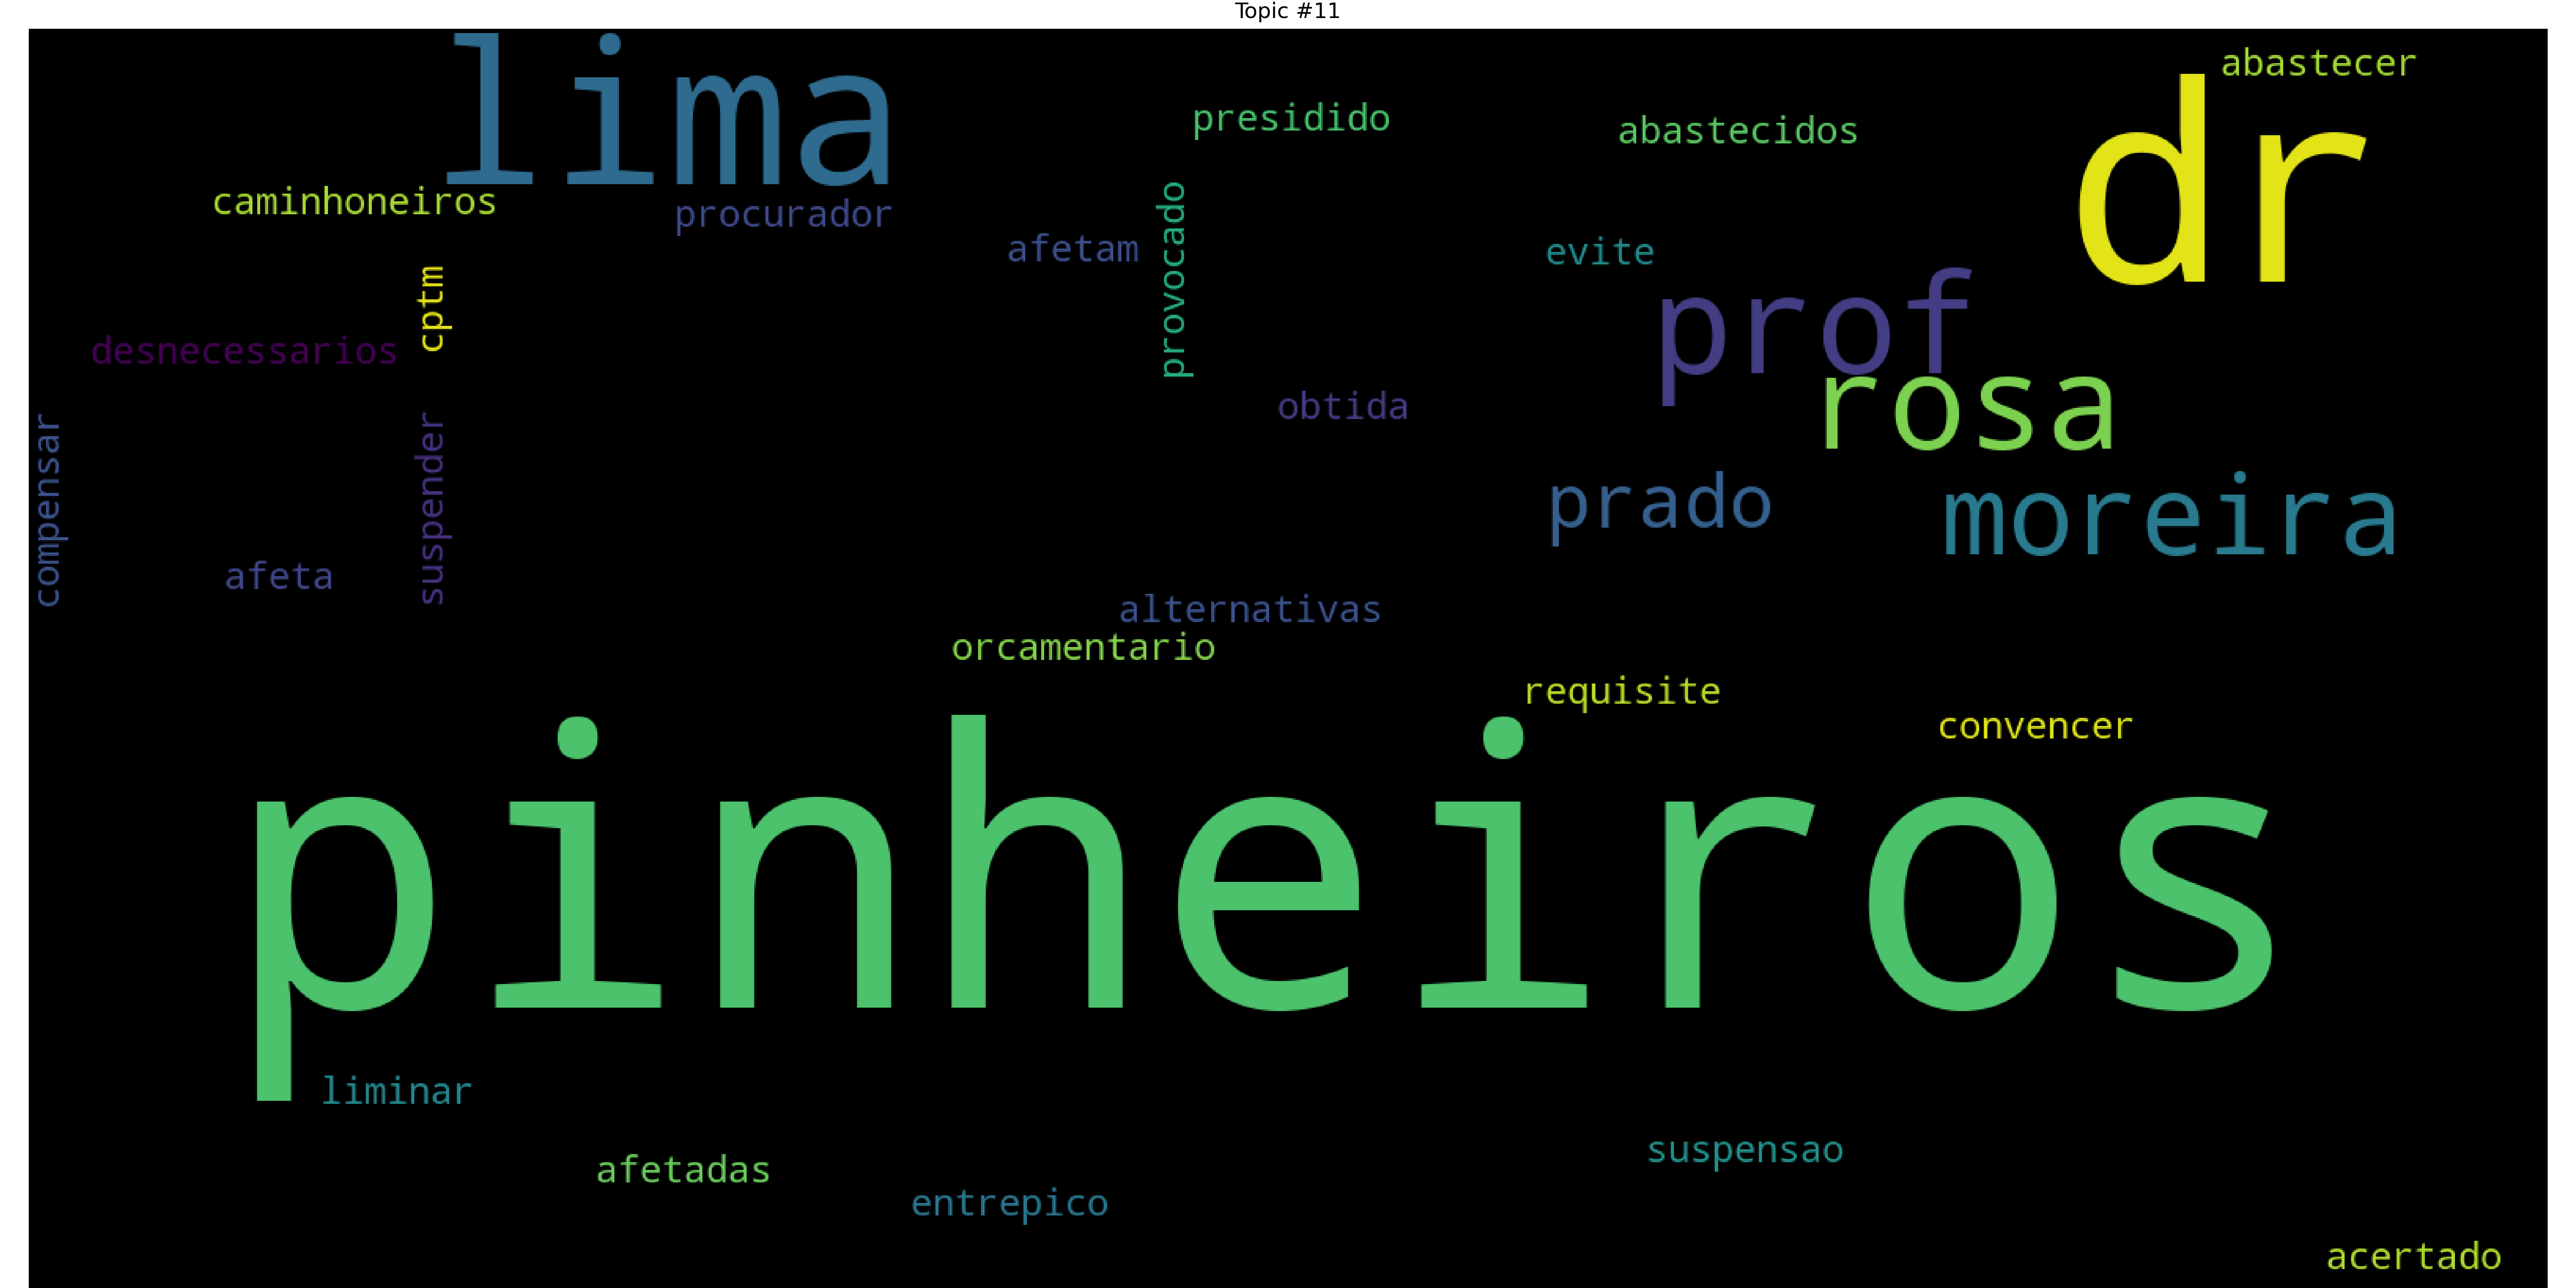 Topic #11
lima
abastecer
dr
presidido
abastecidos
caminhoneiros
procurador
provocado
afetam
evite
cptm
prof
desnecessarios
rosa
obtida
compensar
suspender
prado
moreira
afeta
alternativas
orcamentario
requisite
convencer
pinheiros
liminar
suspensao
afetadas
entrepico
acertado